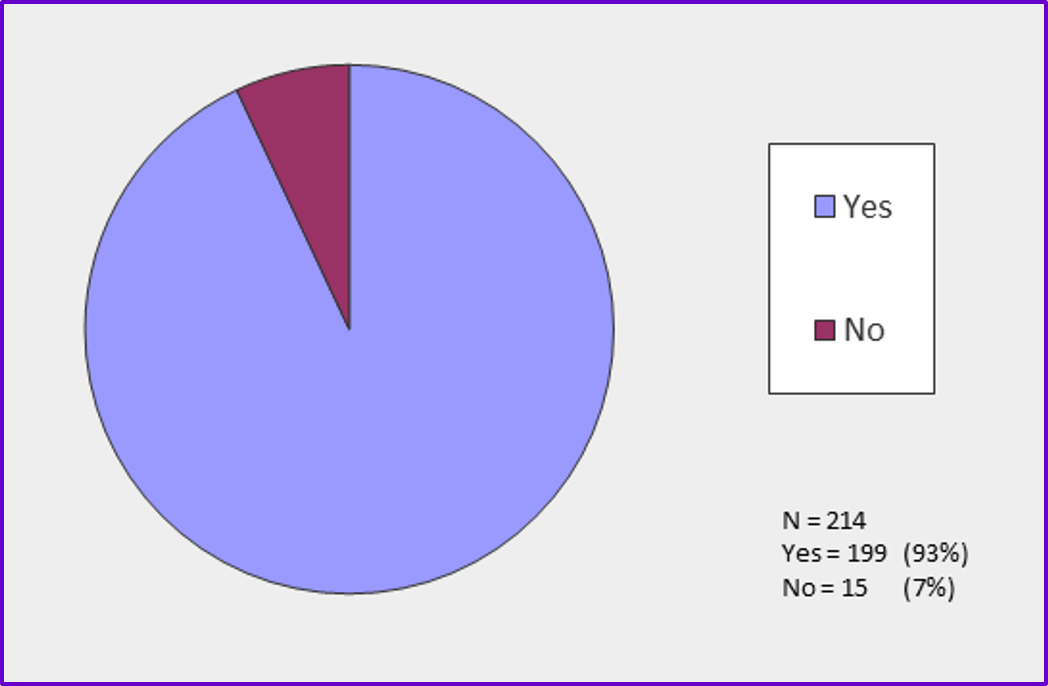 Yes
No
N = 214
Yes = 199 (93%)
No = 15 (7%)